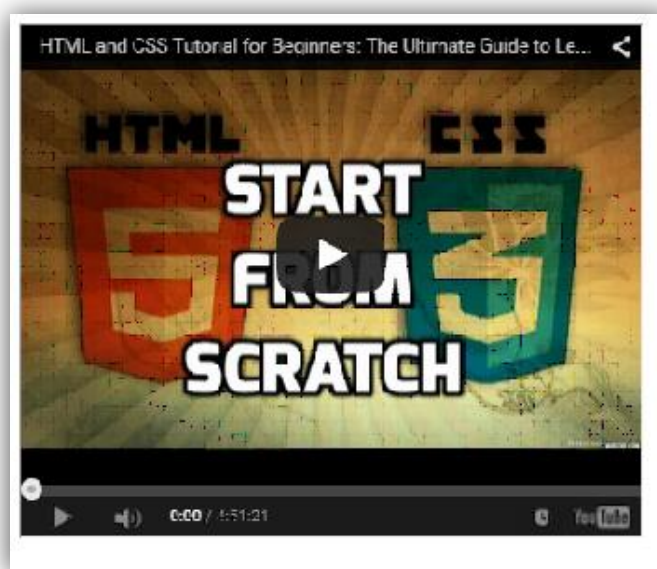 HTML and CSS Tutorial for Beginners: The Ultimate Guide to Le...
HTML CSS
5 3
START
FROM
SCRATCH
0:00 /
YouTube